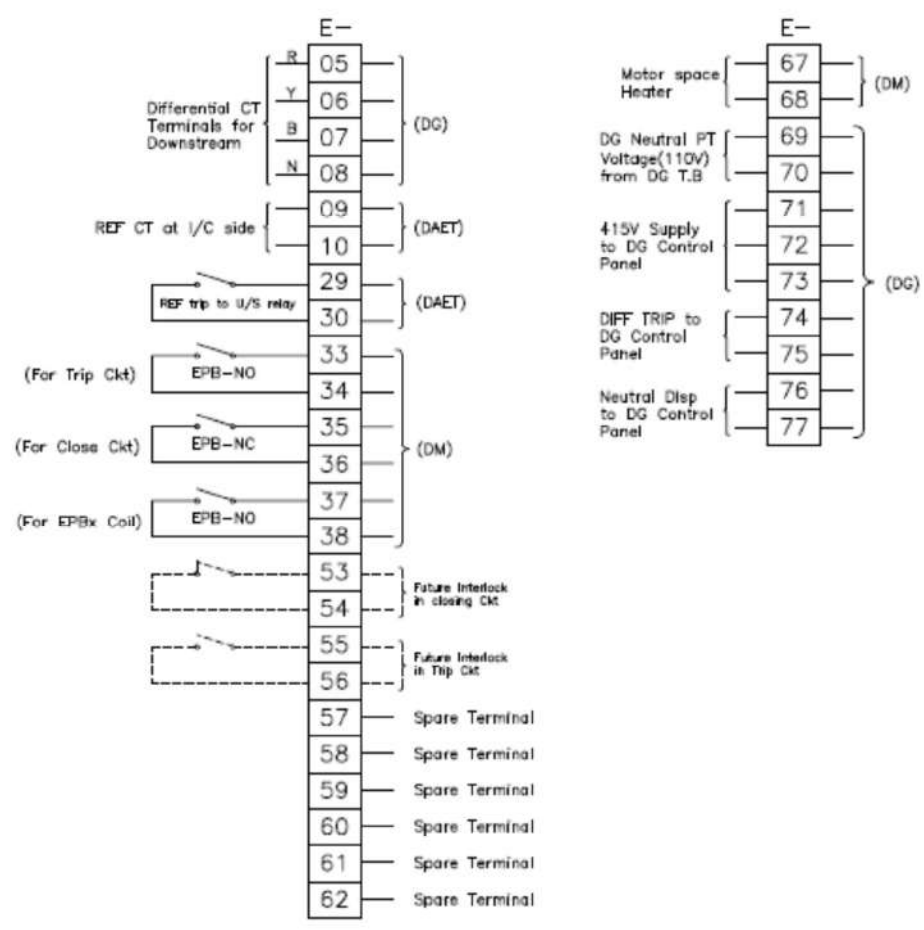 E-
R 05
Y 06
B 07
N 08
Differential CT
Terminals for
Downstream
(DG)
09
10
REF CT at I/C side
(DAET)
29
REF trip to U/S relay
30
(DAET)
33
EPB-NO
(For Trip Ckt)
34
35
EPB-NC
(For Close Ckt)
36
(DM)
37
EPB-NO
(For EPBx Coil)
38
53
54
Future Interlock
in closing Ckt
55
56
Future Interlock
in Trip Ckt
57 Spare Terminal
58 Spare Terminal
59 Spare Terminal
60 Spare Terminal
61 Spare Terminal
62 Spare Terminal
E-
67
68
Motor space
Heater
(DM)
69
70
DG Neutral PT
Voltage(110V)
from DG T.B
71
72
73
415V Supply
to DG Control
Panel
(DG)
74
75
DIFF TRIP to
DG Control
Panel
76
77
Neutral Disp
to DG Control
Panel